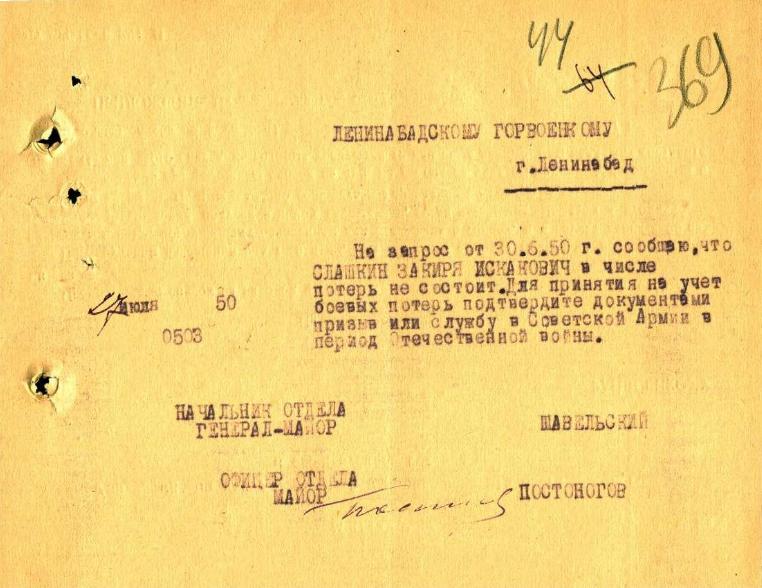 44
64
369
ЛЕНИНАБАДСКОМУ ГОРВОЕНКОМУ
г.Ленинабад
На запрос от 30.6.50 г. сообщаю,что
СЛАШКИН ЗАКИРЯ ИСКАКОВИЧ в числе
потерь не состоит.Для принятия на учет
боевых потерь подтвердите документами
призыв или службу в Советской Армии в
период Отечественной войны.
27 июля 50
0503
НАЧАЛЬНИК ОТДЕЛА
ГЕНЕРАЛ-МАЙОР ШАВЕЛЬСКИЙ
ОФИЦЕР ОТДЕЛА
МАЙОР ПОСТОНОГОВ